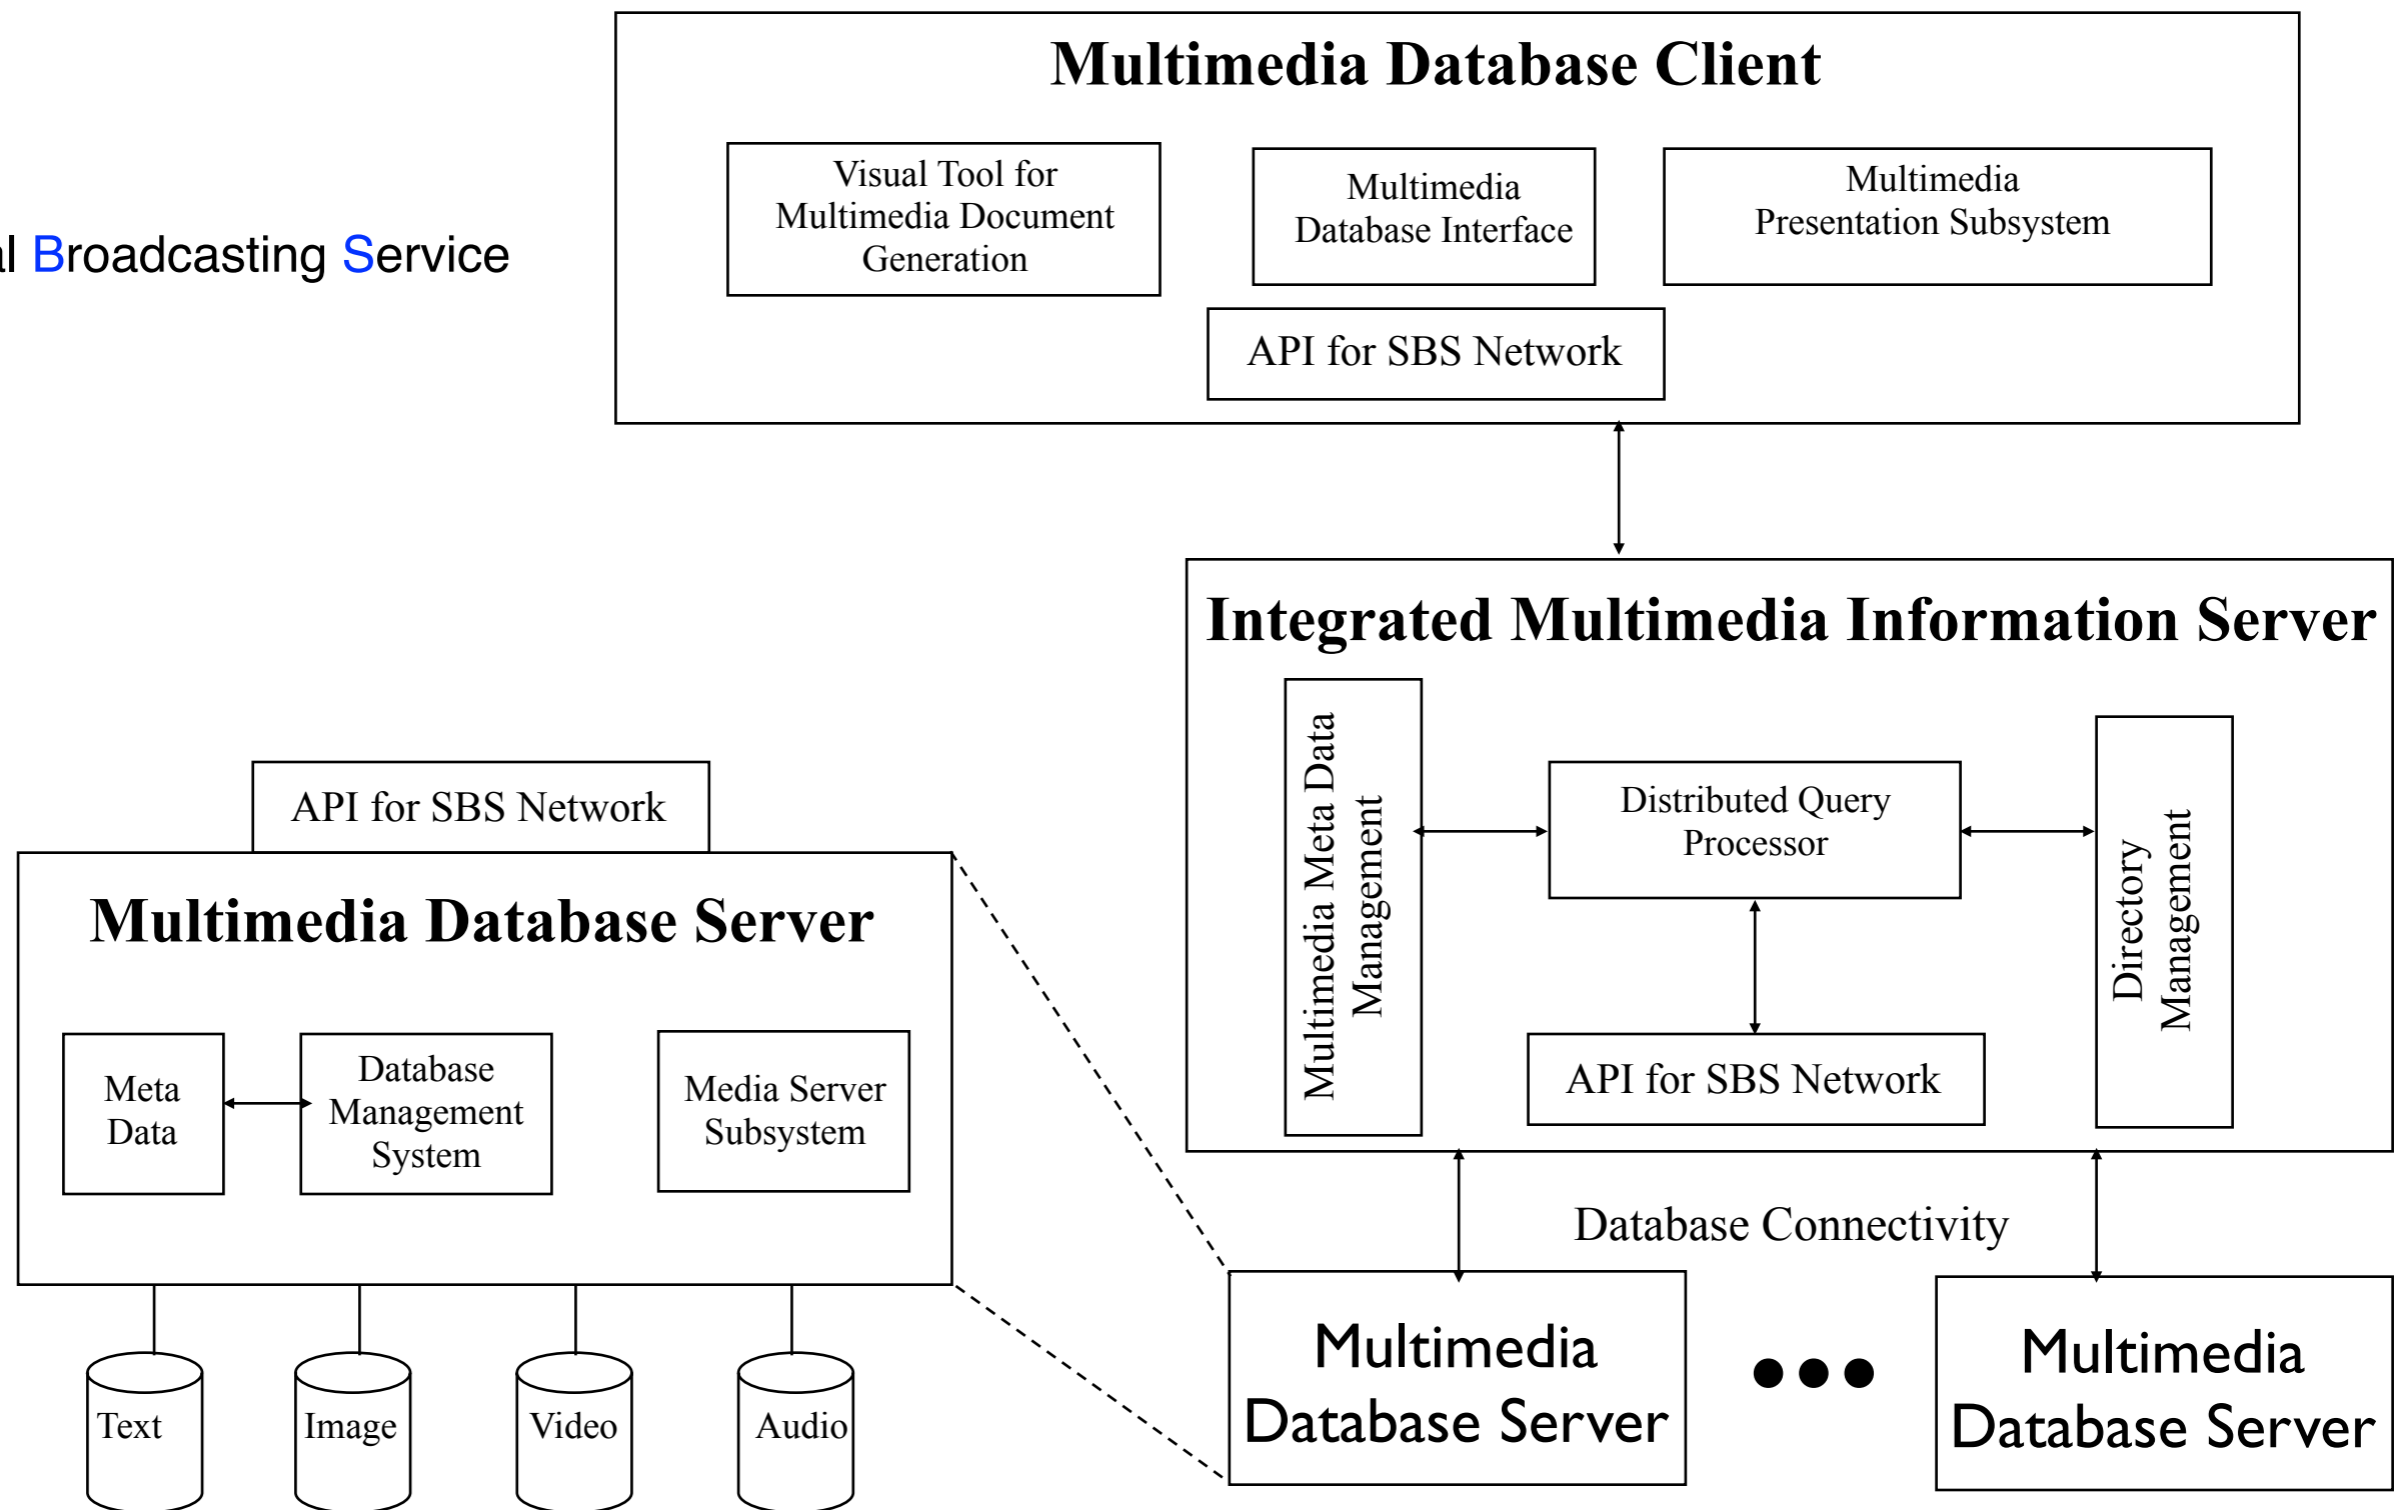 Multimedia Database Client
Visual Tool for
Multimedia Document
Generation
Multimedia
Database Interface
Multimedia
Presentation Subsystem
Broadcasting Service
API for SBS Network
Integrated Multimedia Information Server
Multimedia Meta Data
Management
Distributed Query
Processor
Directory
Management
API for SBS Network
API for SBS Network
Multimedia Database Server
Meta
Data
Database
Management
System
Media Server
Subsystem
Database Connectivity
Text
Image
Video
Audio
Multimedia
Database Server
•••
Multimedia
Database Server